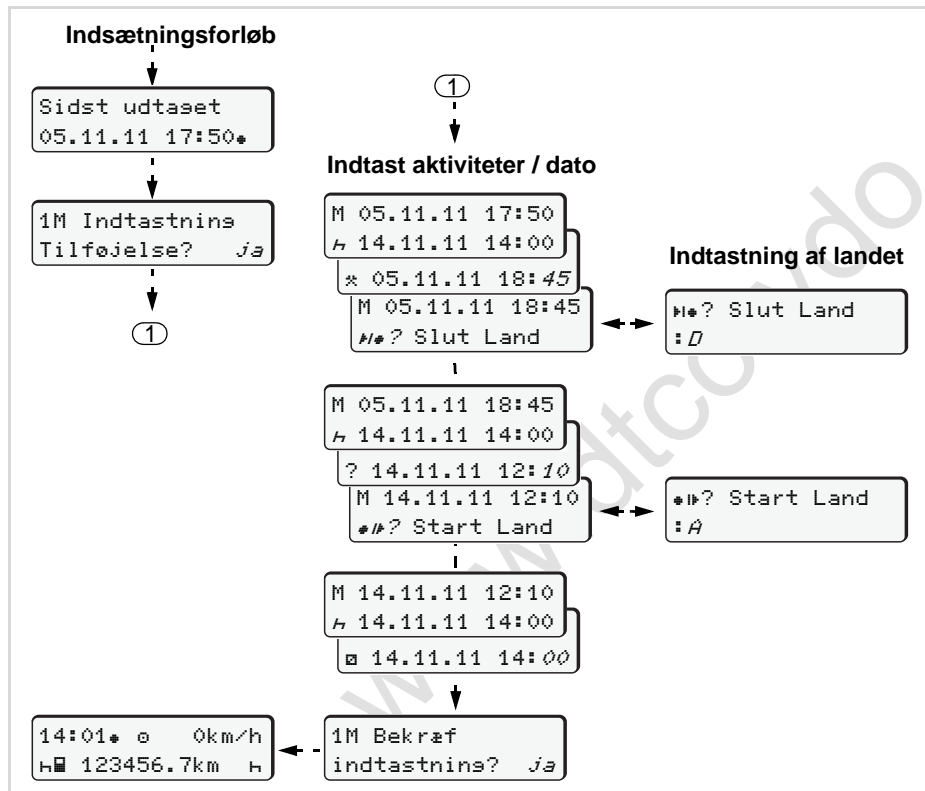 Indsætningsforløb
Sidst udtaget
05.11.11 17:50●
1M Indtastning
Tilføjelse? ja
1
1
Indtast aktiviteter / dato
M 05.11.11 17:50
14.11.11 14:00
05.11.11 18:45
M 05.11.11 18:45
? Slut Land
Indtastning af landet
? Slut Land
:D
M 05.11.11 18:45
14.11.11 14:00
? 14.11.11 12:10
M 14.11.11 12:10
? Start Land
? Start Land
:A
M 14.11.11 12:10
14.11.11 14:00
14.11.11 14:00
1M Bekræf
indtastning? ja
14:01● 0km/h
123456.7km